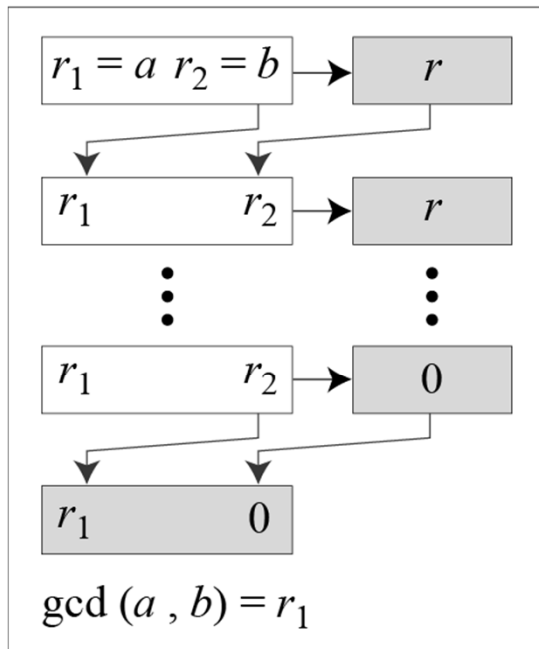 r₁ = a r₂ = b r
r₁ r₂ r
r₁ r₂ 0
r₁ 0
gcd (a , b) = r₁